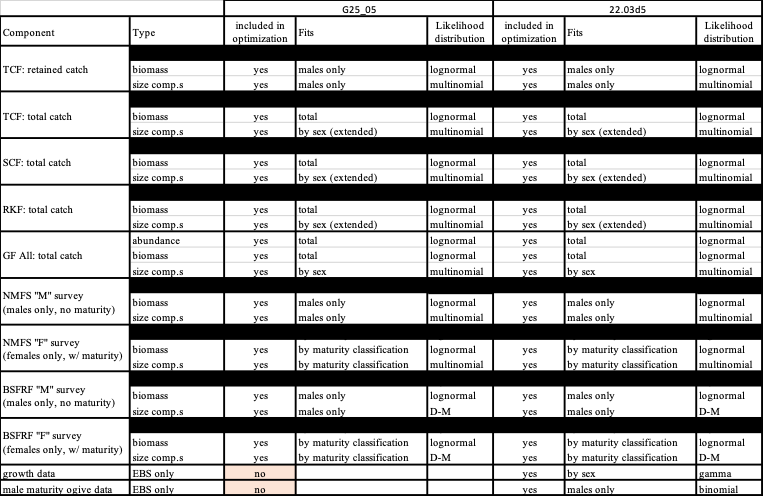 G25_05 22.03d5
Component Type included in optimization Fits Likelihood distribution included in optimization Fits Likelihood distribution
TCF: retained catch
biomass yes males only lognormal yes males only lognormal
size comp.s yes males only multinomial yes males only multinomial
TCF: total catch
biomass yes total lognormal yes total lognormal
size comp.s yes by sex (extended) multinomial yes by sex (extended) multinomial
SCF: total catch
biomass yes total lognormal yes total lognormal
size comp.s yes by sex (extended) multinomial yes by sex (extended) multinomial
RKF: total catch
biomass yes total lognormal yes total lognormal
size comp.s yes by sex (extended) multinomial yes by sex (extended) multinomial
GF All: total catch
abundance yes total lognormal yes total lognormal
biomass yes total lognormal yes total lognormal
size comp.s yes by sex multinomial yes by sex multinomial
NMFS "M" survey
(males only, no maturity)
biomass yes males only lognormal yes males only lognormal
size comp.s yes males only multinomial yes males only multinomial
NMFS "F" survey
(females only, w/ maturity)
biomass yes by maturity classification lognormal yes by maturity classification lognormal
size comp.s yes by maturity classification multinomial yes by maturity classification multinomial
BSFRF "M" survey
(males only, no maturity)
biomass yes males only lognormal yes males only lognormal
size comp.s yes males only D-M yes males only D-M
BSFRF "F" survey
(females only, w/ maturity)
biomass yes by maturity classification lognormal yes by maturity classification lognormal
size comp.s yes by maturity classification D-M yes by maturity classification D-M
growth data EBS only no yes by sex gamma
male maturity ogive data EBS only no yes males only binomial